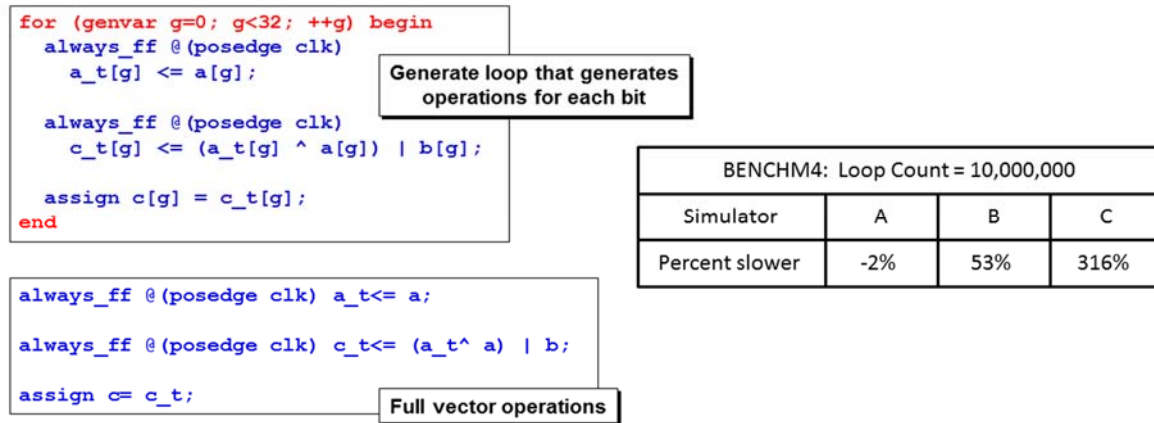 for (genvar g=0; g<32; ++g) begin
always_ff @(posedge clk)
a_t[g] <= a[g];
always_ff @(posedge clk)
c_t[g] <= (a_t[g] ^ a[g]) | b[g];
assign c[g] = c_t[g];
end
Generate loop that generates
operations for each bit
BENCHM4: Loop Count = 10,000,000
Simulator A B C
Percent slower -2% 53% 316%
always_ff @(posedge clk) a_t<= a;
always_ff @(posedge clk) c_t<= (a_t^ a) | b;
assign c= c_t;
Full vector operations